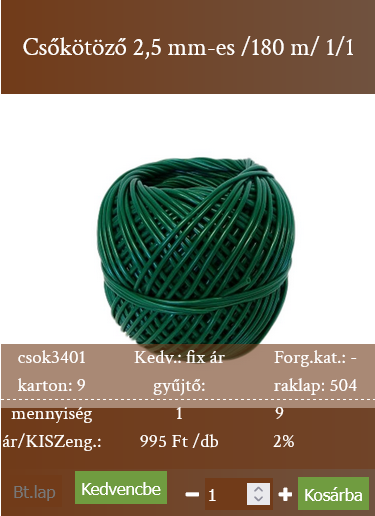 Csőkötöző 2,5 mm-es /180 m/ 1/1
csok3401 Kedv.: fix ár Forg.kat.: -
karton: 9 gyűjtő: raklap: 504
mennyiség 1 9
ár/KISZeng.: 995 Ft /db 2%
Bt.lap Kedvencbe 1 Kosárba